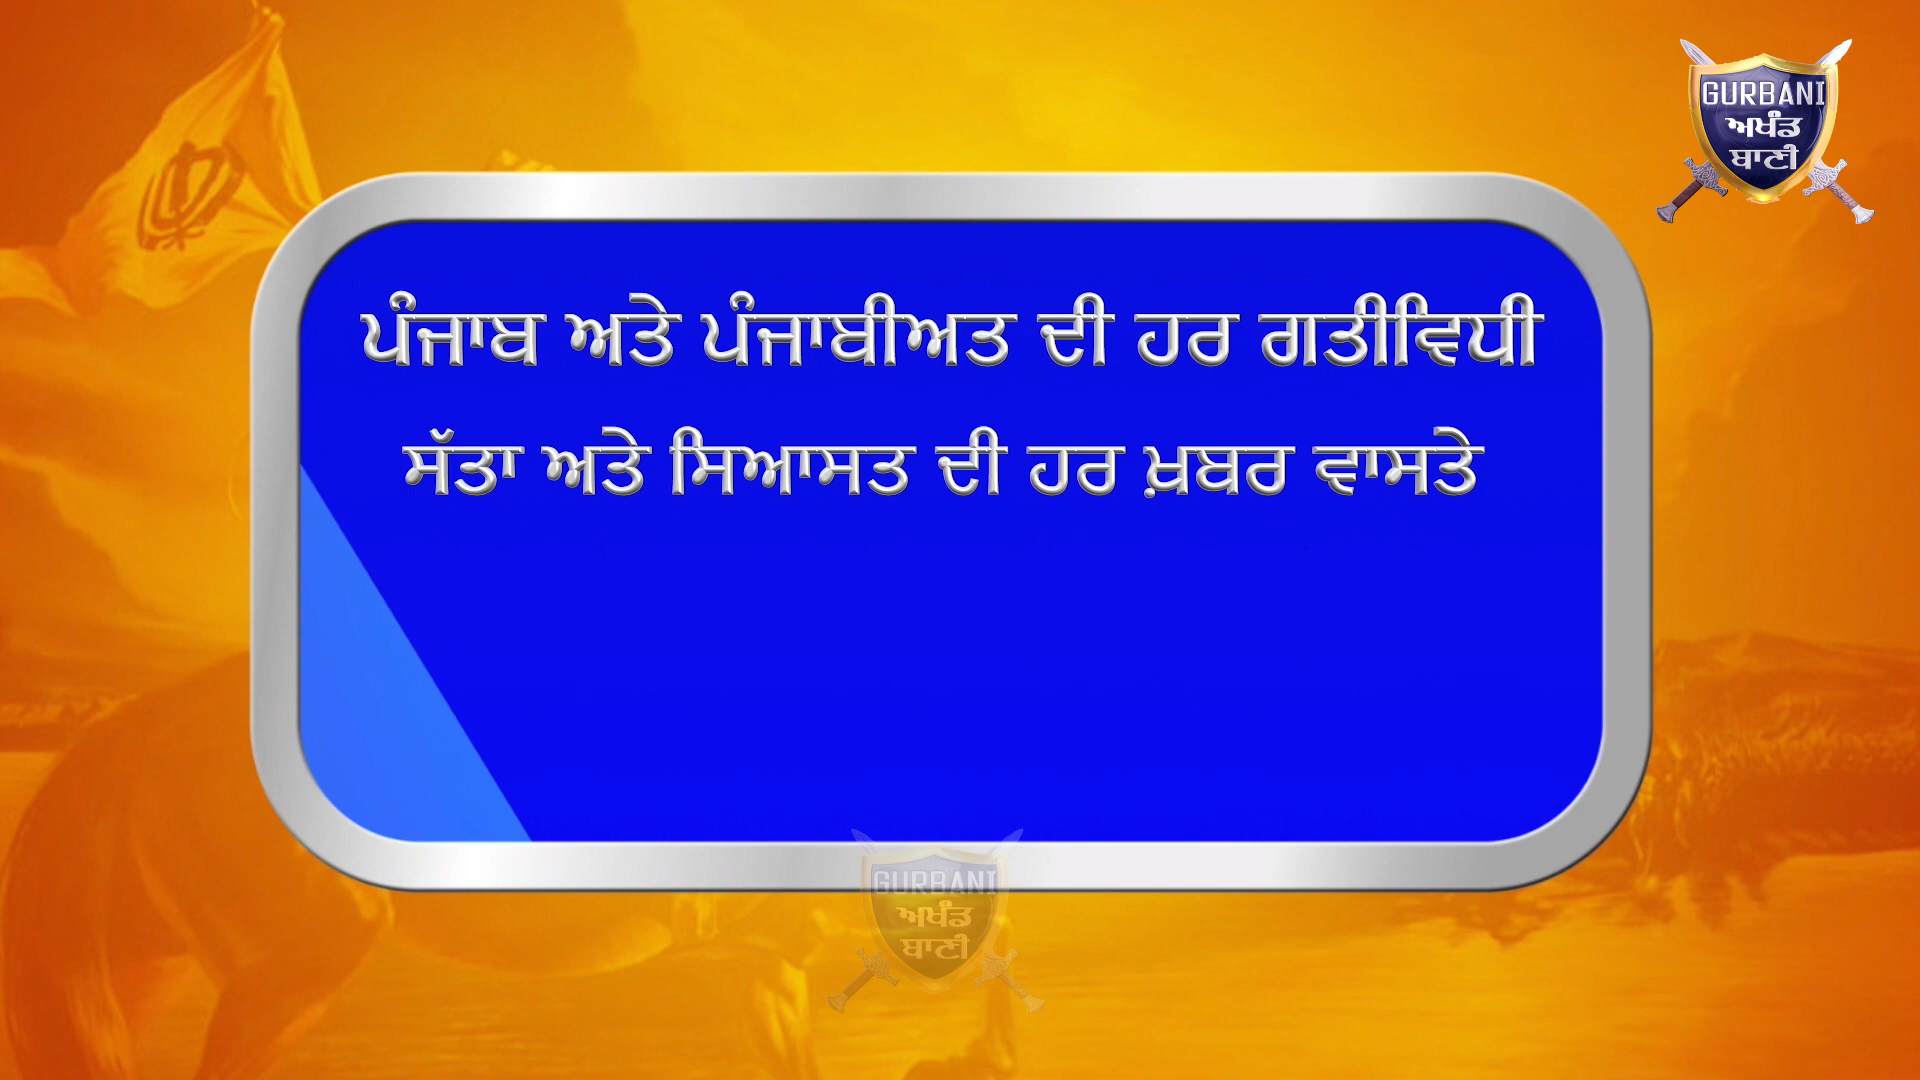 GURBANI
ਅਖੰਡ
ਬਾਣੀ
ਪੰਜਾਬ ਅਤੇ ਪੰਜਾਬੀਅਤ ਦੀ ਹਰ ਗਤੀਵਿਧੀ
ਸੱਤਾ ਅਤੇ ਸਿਆਸਤ ਦੀ ਹਰ ਖ਼ਬਰ ਵਾਸਤੇ
GURBANI
ਅਖੰਡ
ਬਾਣੀ